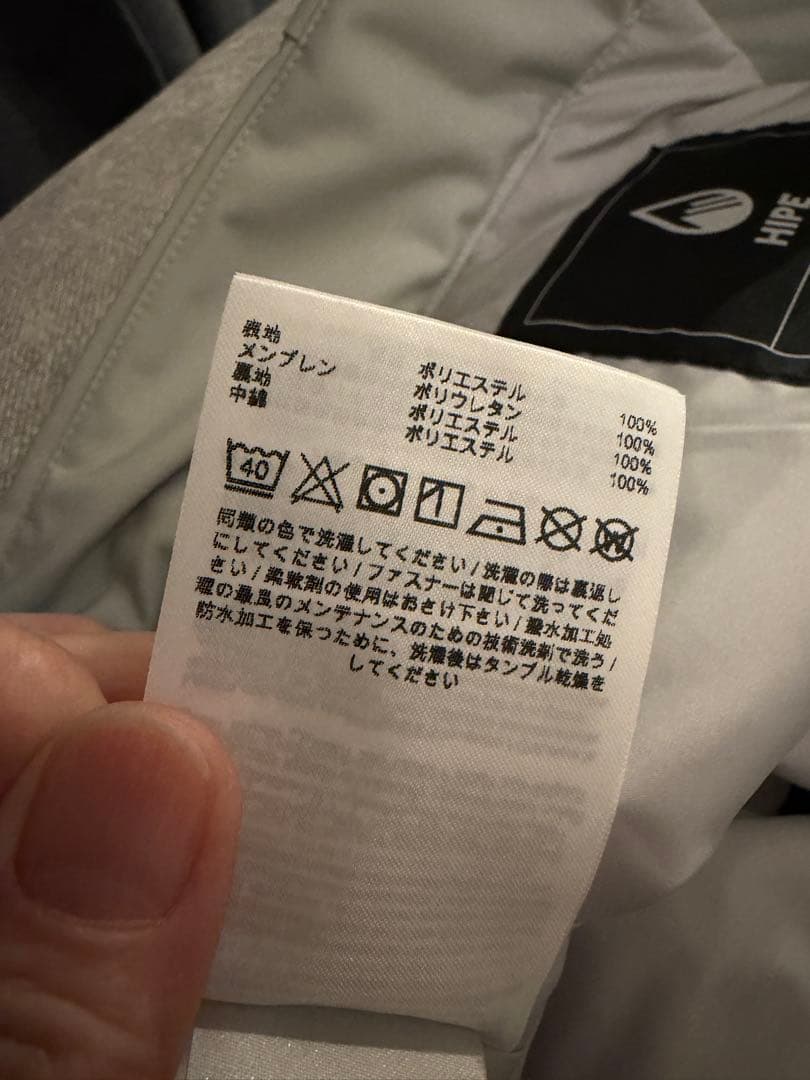 HIPE
表地 ポリエステル 100%
メンブレン ポリウレタン 100%
裏地 ポリエステル 100%
中綿 ポリエステル 100%
40
W
同類の色で洗濯してください/洗濯の際は裏返し
にしてください/ファスナーは閉じて洗ってくだ
さい/柔軟剤の使用はおさけ下さい/撥水加工処
理の最良のメンテナンスのための技術洗剤で洗う/
防水加工を保つために、洗濯後はタンブル乾燥を
してください